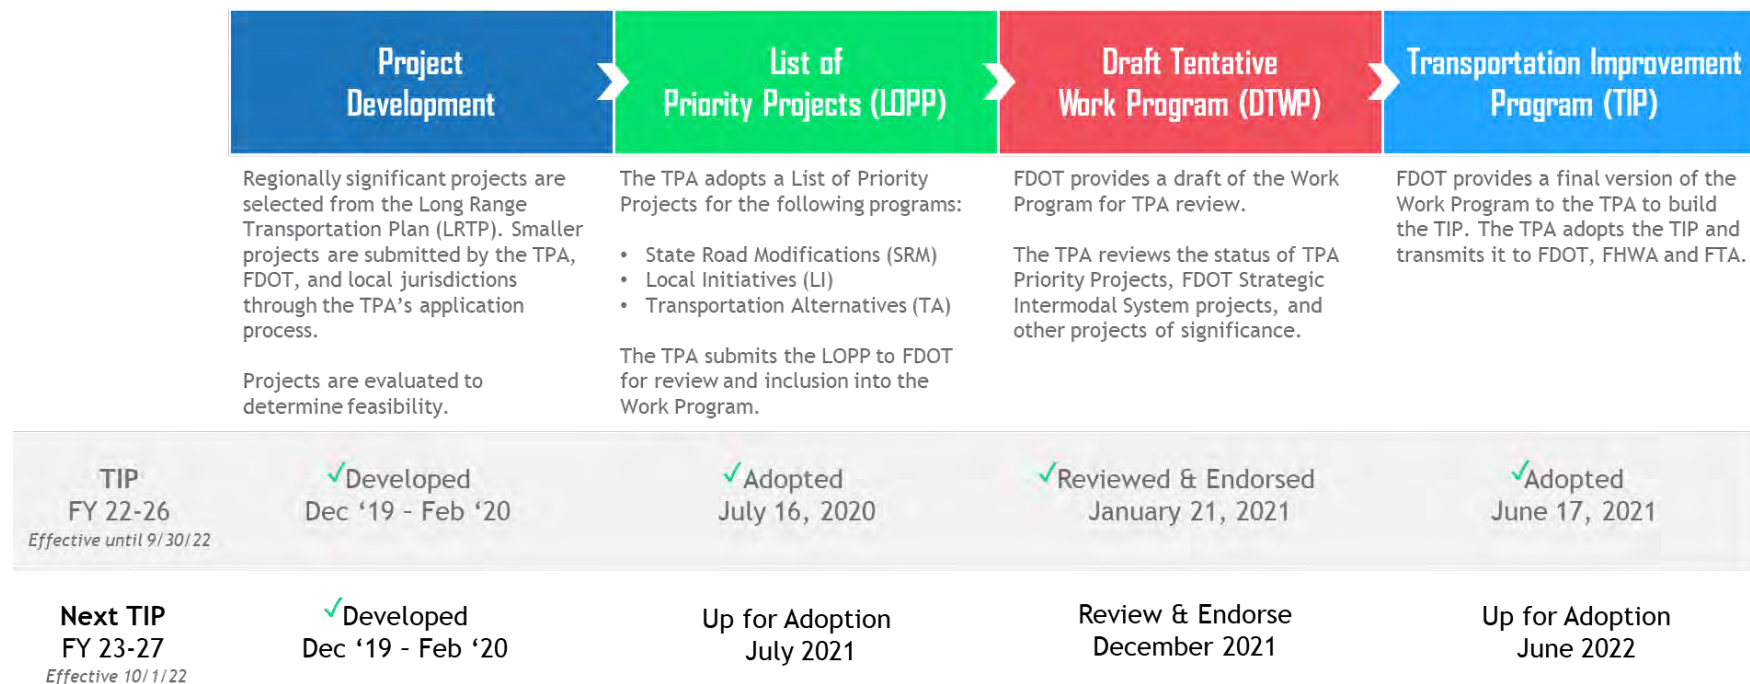 Project
Development
List of
Priority Projects (LOPP)
Draft Tentative
Work Program (DTWP)
Transportation Improvement
Program (TIP)
Regionally significant projects are
selected from the Long Range
Transportation Plan (LRTP). Smaller
projects are submitted by the TPA,
FDOT, and local jurisdictions
through the TPA's application
process.
Projects are evaluated to
determine feasibility.
The TPA adopts a List of Priority
Projects for the following programs:
• State Road Modifications (SRM)
• Local Initiatives (LI)
• Transportation Alternatives (TA)
The TPA submits the LOPP to FDOT
for review and inclusion into the
Work Program.
FDOT provides a draft of the Work
Program for TPA review.
The TPA reviews the status of TPA
Priority Projects, FDOT Strategic
Intermodal System projects, and
other projects of significance.
FDOT provides a final version of the
Work Program to the TPA to build
the TIP. The TPA adopts the TIP and
transmits it to FDOT, FHWA and FTA.
TIP
FY 22-26
Effective until 9/30/22
✓Developed
Dec ‘19 – Feb ‘20
✓Adopted
July 16, 2020
✓Reviewed & Endorsed
January 21, 2021
✓Adopted
June 17, 2021
Next TIP
FY 23-27
Effective 10/1/22
✓Developed
Dec ‘19 – Feb ‘20
Up for Adoption
July 2021
Review & Endorse
December 2021
Up for Adoption
June 2022